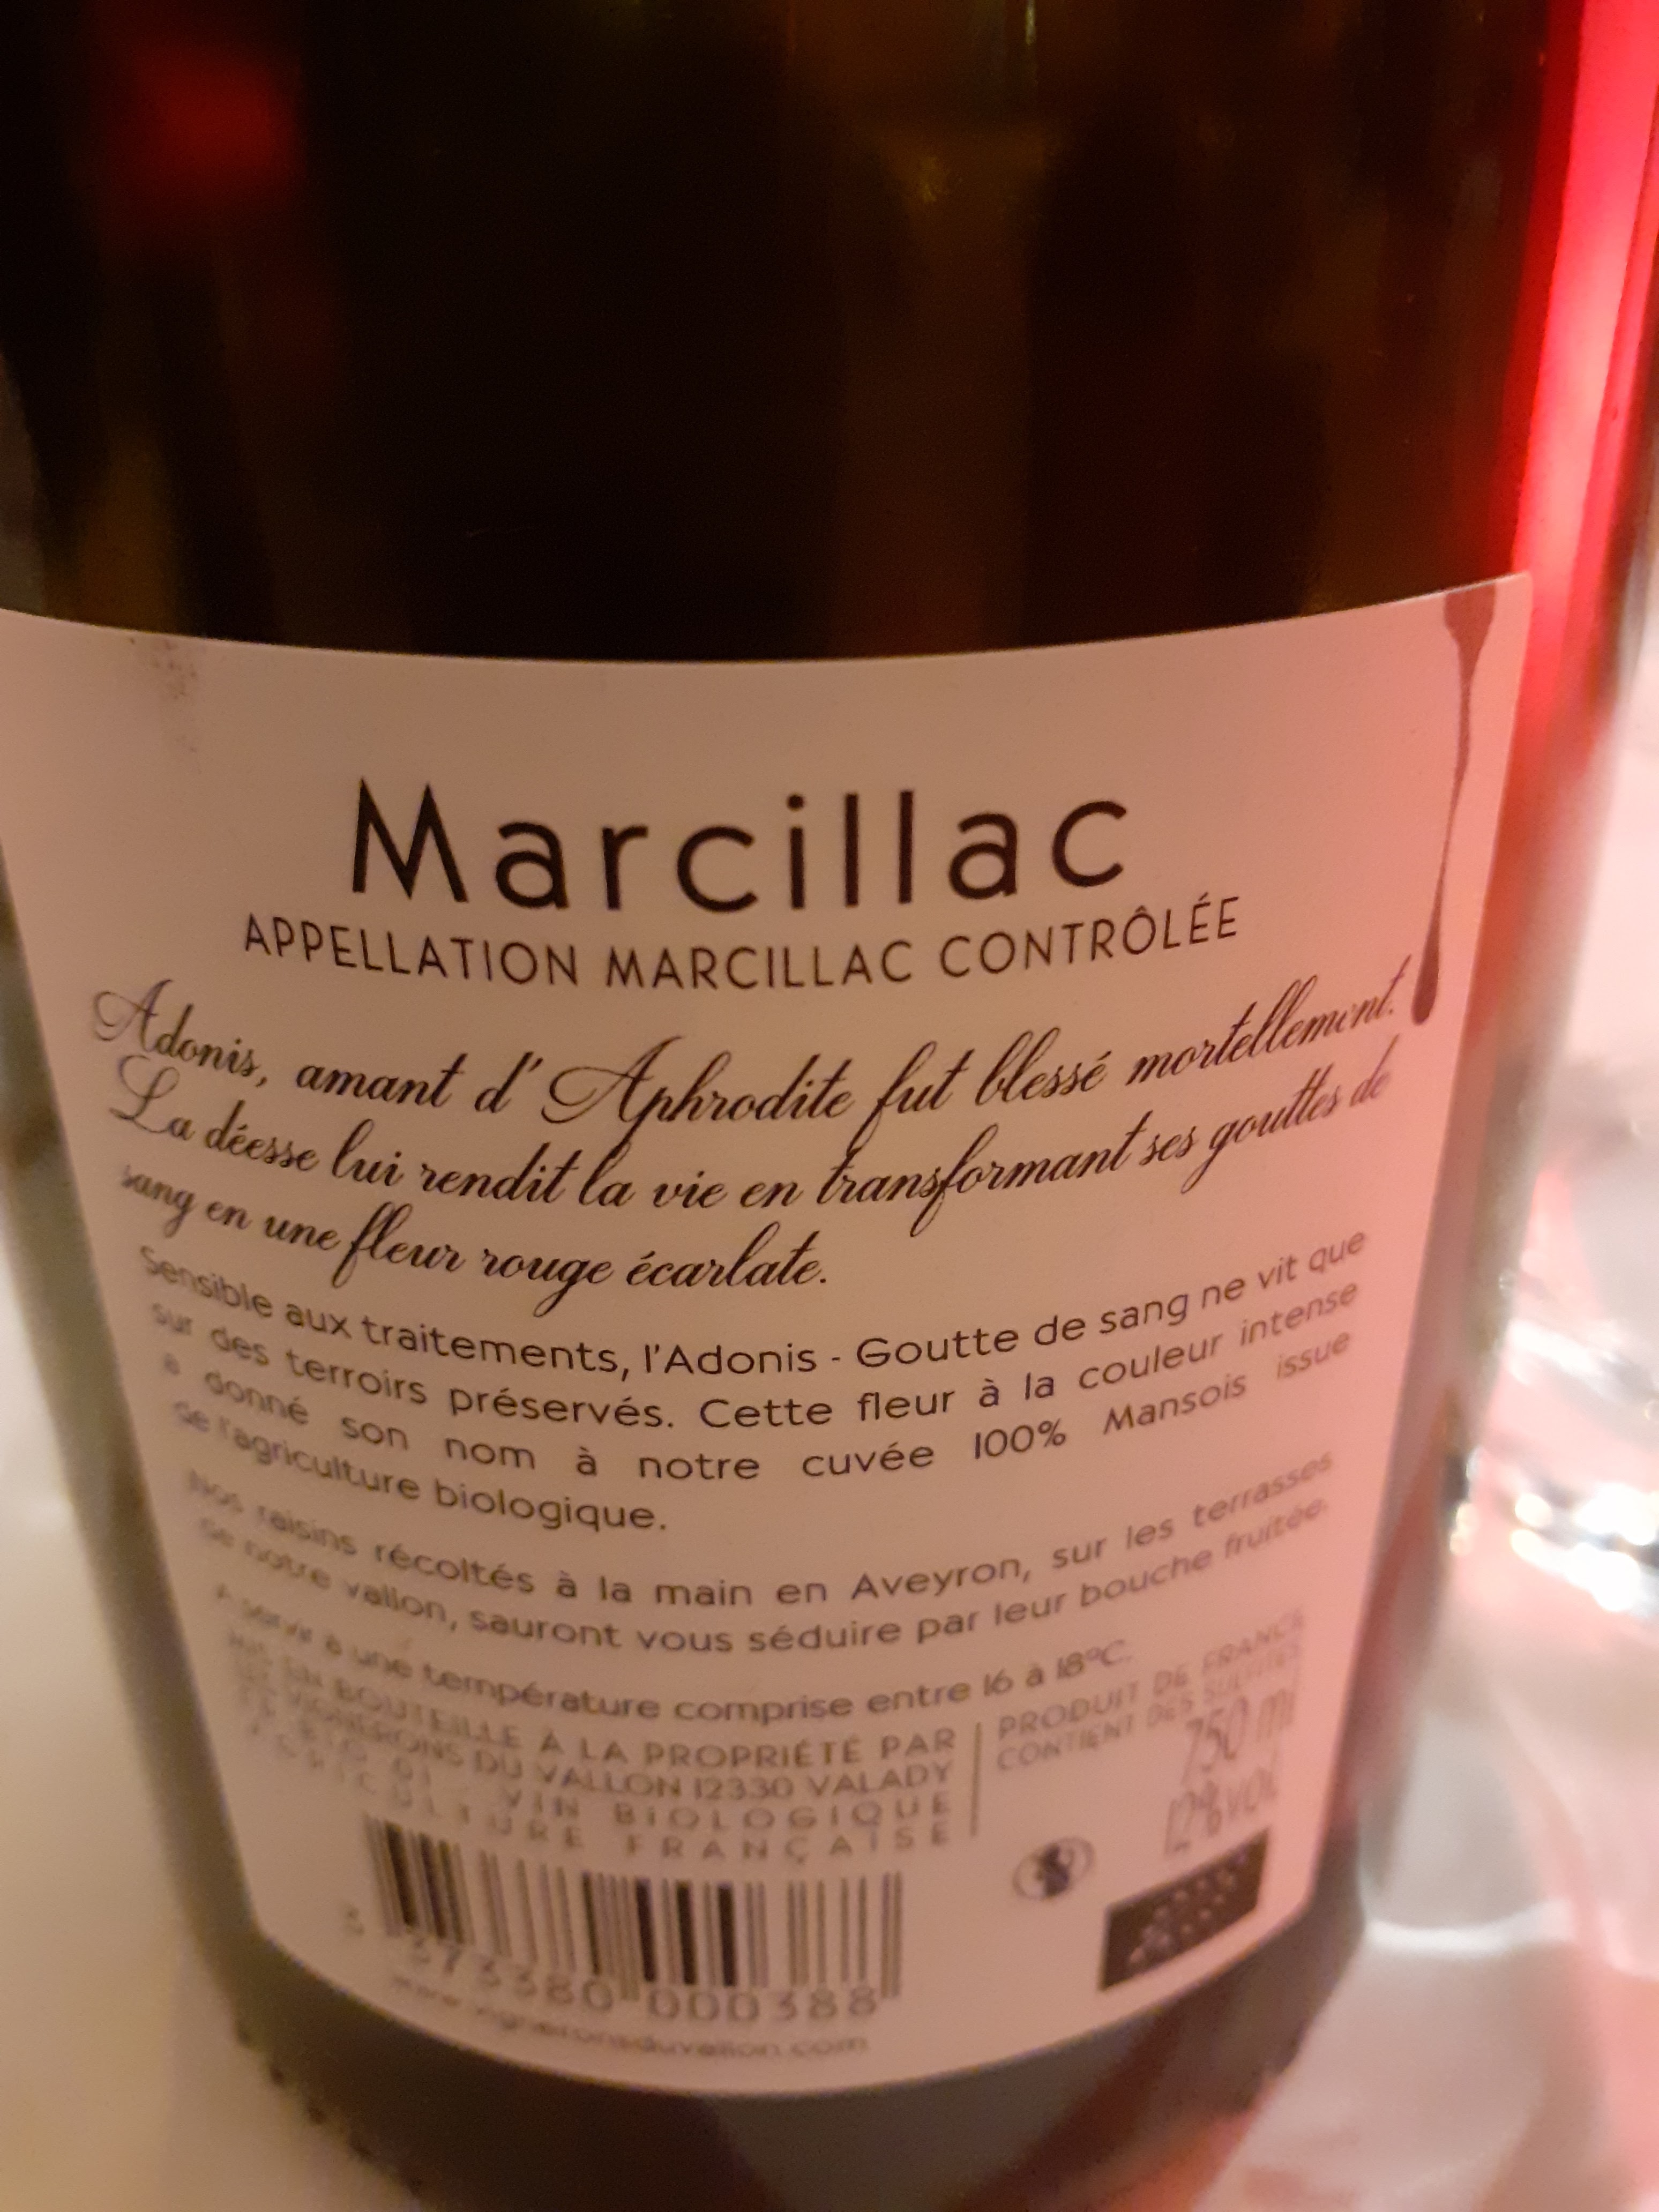 Marcillac
APPELLATION MARCILLAC CONTRÔLÉE
Adonis, amant d'Aphrodite fut blessé mortellement.
La déesse lui rendit la vie en transformant ses gouttes de
sang en une fleur rouge écarlate.
Sensible aux traitements, l'Adonis - Goutte de sang ne vit que
sur des terroirs préservés. Cette fleur à la couleur intense
a donné son nom à notre cuvée 100% Mansois issue
de l'agriculture biologique.
Nos raisins récoltés à la main en Aveyron, sur les terrasses
de notre vallon, sauront vous séduire par leur bouche fruitée.
A servir à une température comprise entre 16 à 18°C.
MIS EN BOUTEILLE À LA PROPRIÉTÉ PAR
LES VIGNERONS DU VALLON 12330 VALADY
VIN BIOLOGIQUE
AGRICULTURE FRANÇAISE
PRODUIT DE FRANCE
CONTIENT DES SULFITES
750 ml
12%vol
3 373380 000388
www.vigneronsduvallon.com